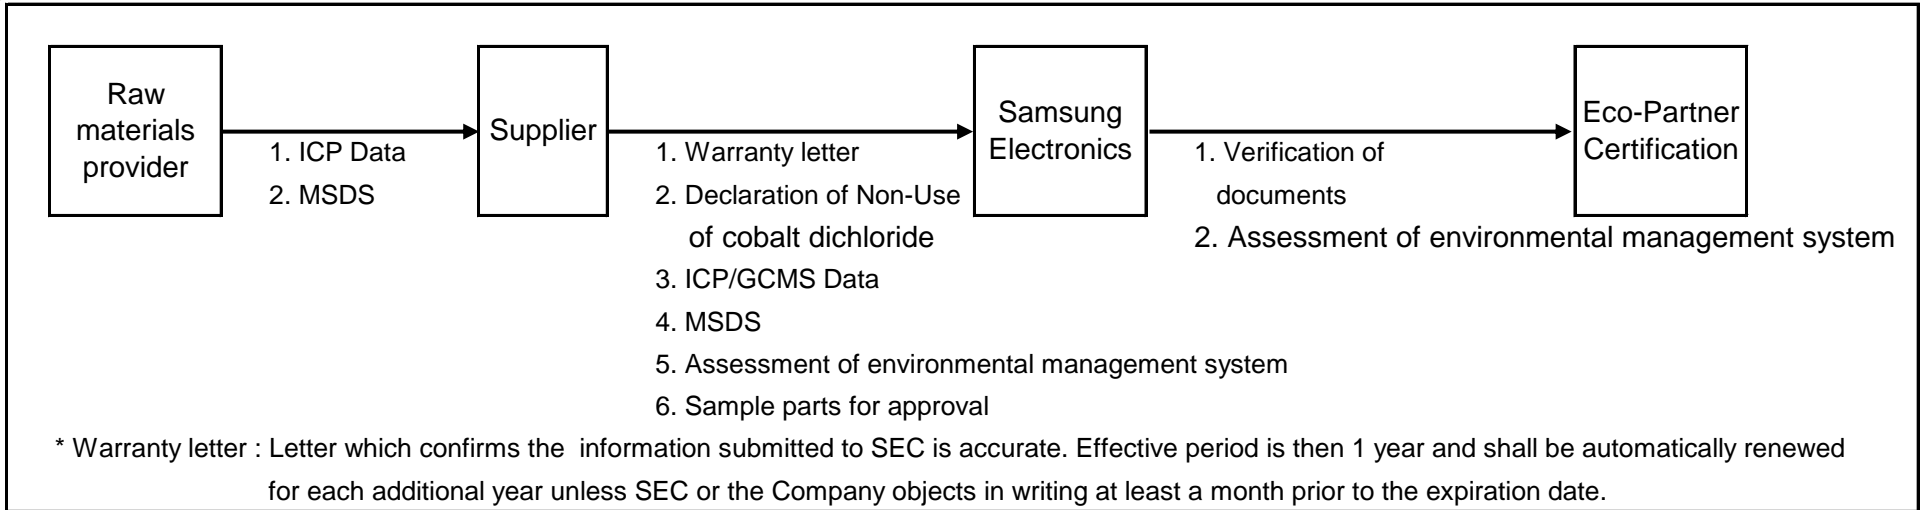 Raw
materials
provider
1. ICP Data
2. MSDS
Supplier
1. Warranty letter
2. Declaration of Non-Use
of cobalt dichloride
3. ICP/GCMS Data
4. MSDS
5. Assessment of environmental management system
6. Sample parts for approval
Samsung
Electronics
1. Verification of
documents
2. Assessment of environmental management system
Eco-Partner
Certification
* Warranty letter : Letter which confirms the information submitted to SEC is accurate. Effective period is then 1 year and shall be automatically renewed
for each additional year unless SEC or the Company objects in writing at least a month prior to the expiration date.